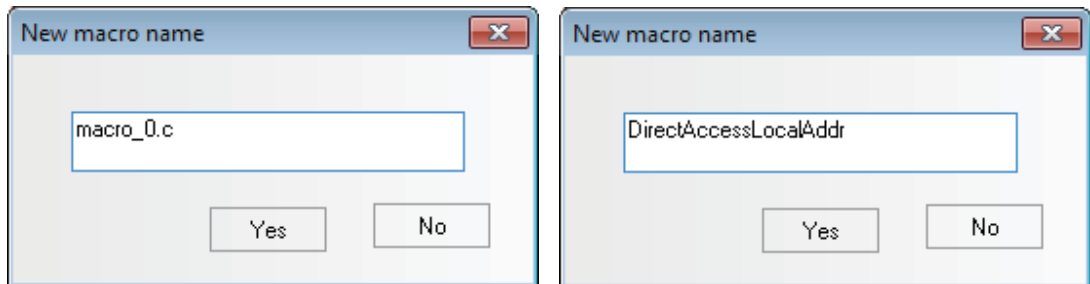 New macro name
macro_0.c
Yes
No
New macro name
DirectAccessLocalAddr
Yes
No